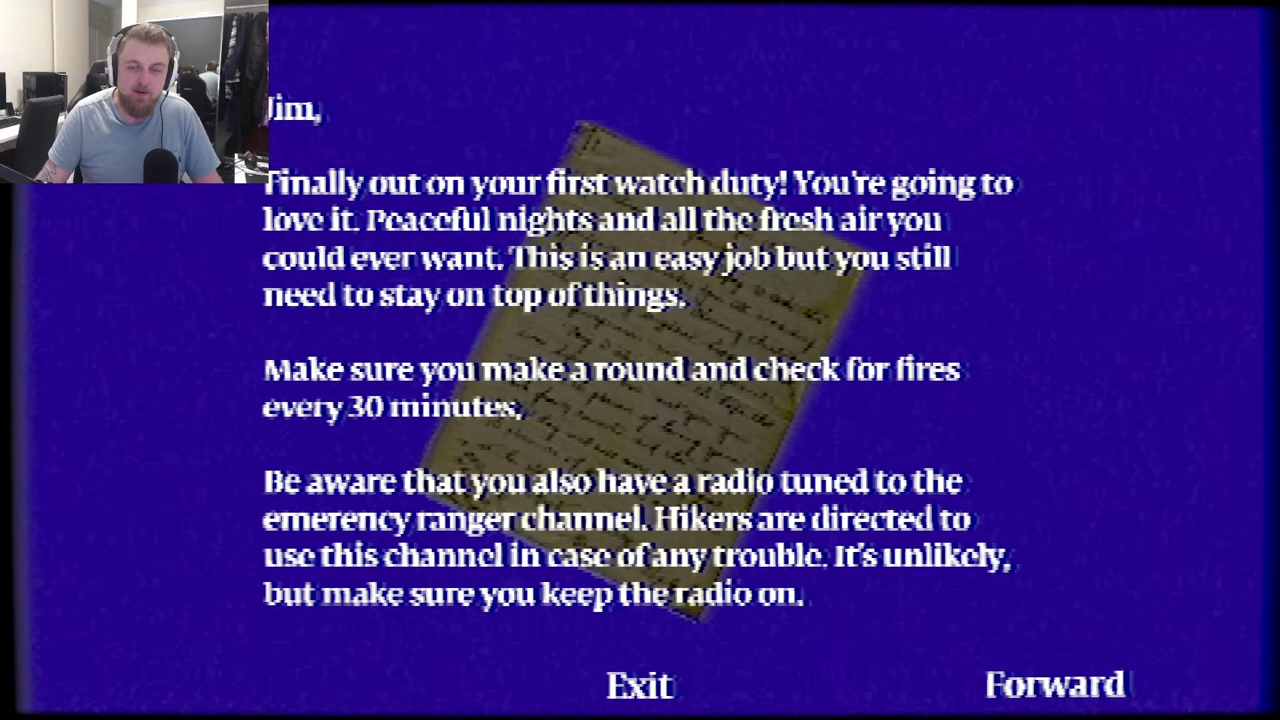 Jim,
Finally out on your first watch duty! You're going to
love it. Peaceful nights and all the fresh air you
could ever want. This is an easy job but you still
need to stay on top of things.
Make sure you make a round and check for fires
every 30 minutes,
Be aware that you also have a radio tuned to the
emerency ranger channel. Hikers are directed to
use this channel in case of any trouble. It's unlikely,
but make sure you keep the radio on.
Exit
Forward